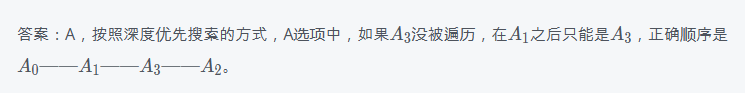 答案：A，按照深度优先搜索的方式，A选项中，如果A₃没被遍历，在A₁之后只能是A₃，正确顺序是
A₀——A₁——A₃——A₂。